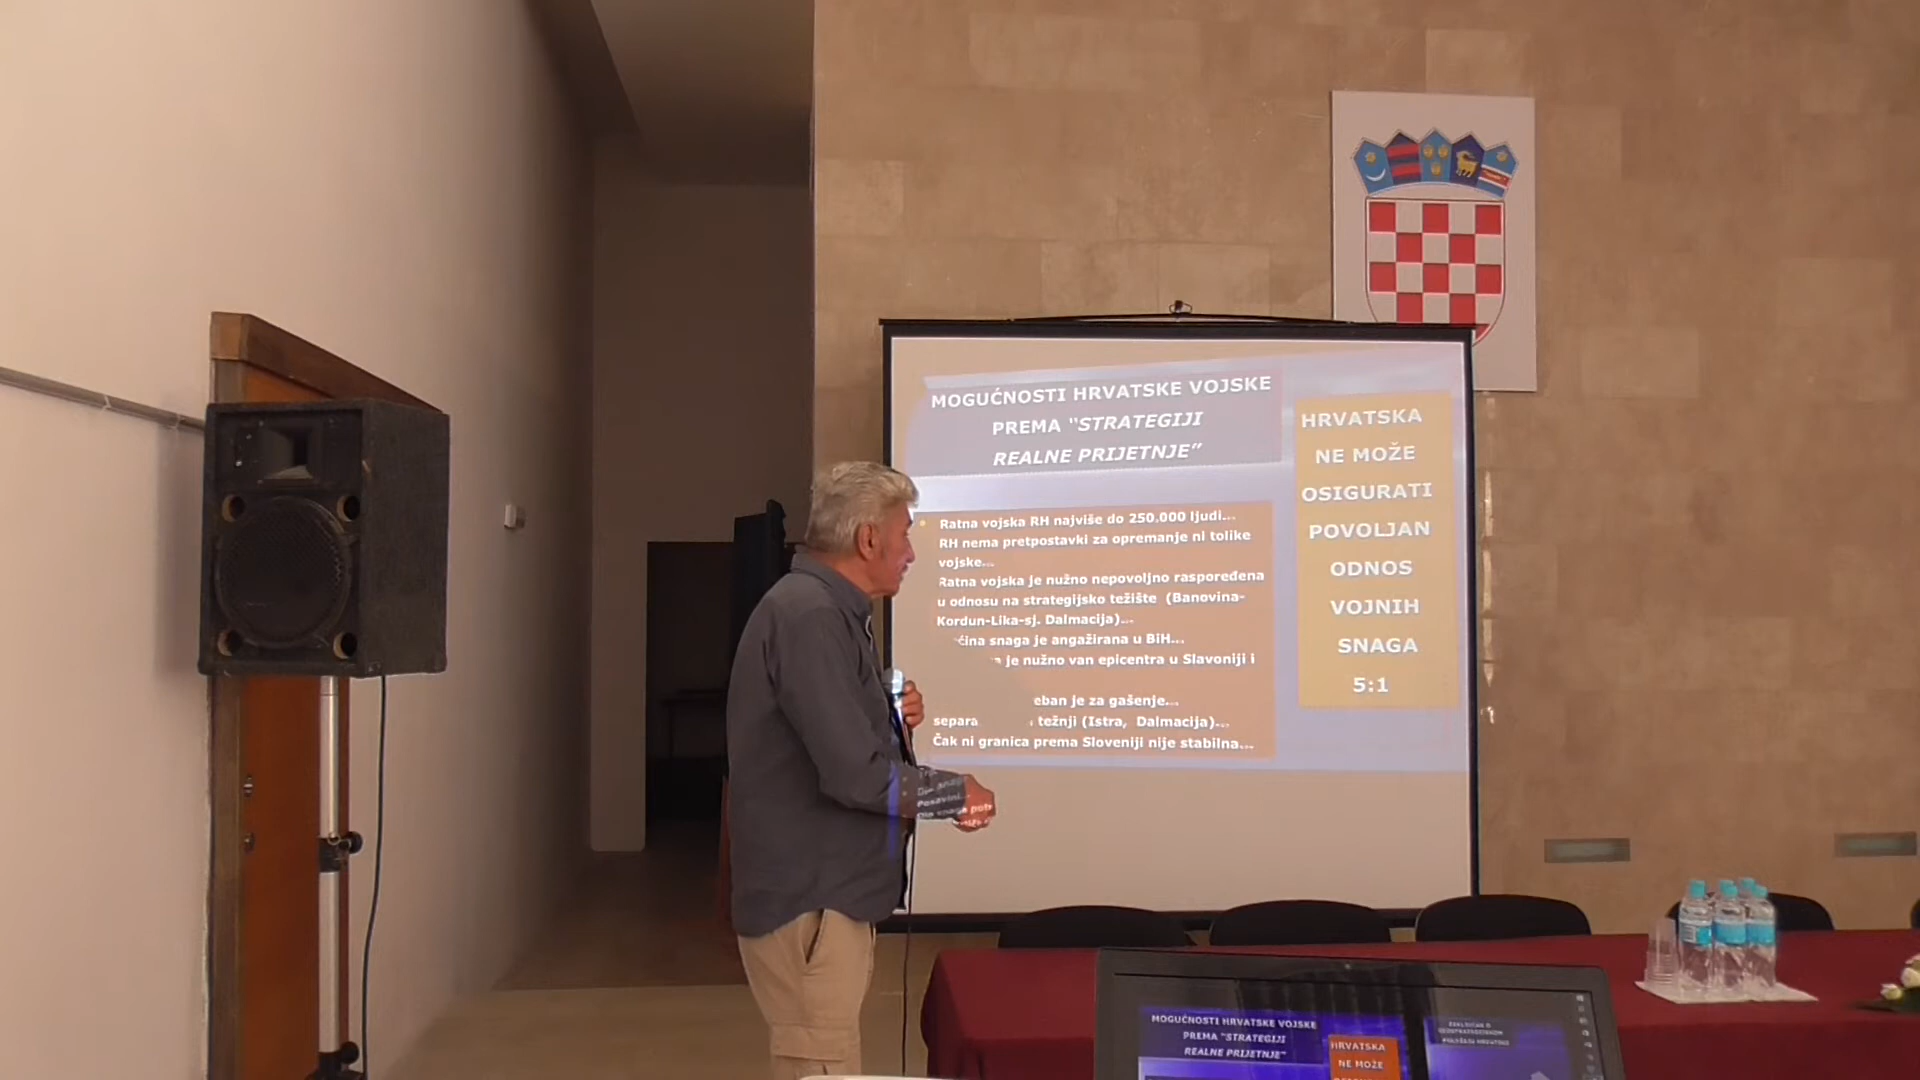 MOGUĆNOSTI HRVATSKE VOJSKE
PREMA “STRATEGIJI
REALNE PRIJETNJE”
Ratna vojska RH najviše do 250.000 ljudi...
RH nema pretpostavki za opremanje ni tolike
vojske...
Ratna vojska je nužno nepovoljno raspoređena
u odnosu na strategijsko težište (Banovina-
Kordun-Lika-sj. Dalmacija)...
snaga je angažirana u BiH...
je nužno van epicentra u Slavoniji i
Posavini...
je za gašenje...
težnji (Istra, Dalmacija)...
Čak ni granica prema Sloveniji nije stabilna...
HRVATSKA
NE MOŽE
OSIGURATI
POVOLJAN
ODNOS
VOJNIH
SNAGA
5:1
MOGUĆNOSTI HRVATSKE VOJSKE
PREMA “STRATEGIJI
REALNE PRIJETNJE”
HRVATSKA
NE MOŽE